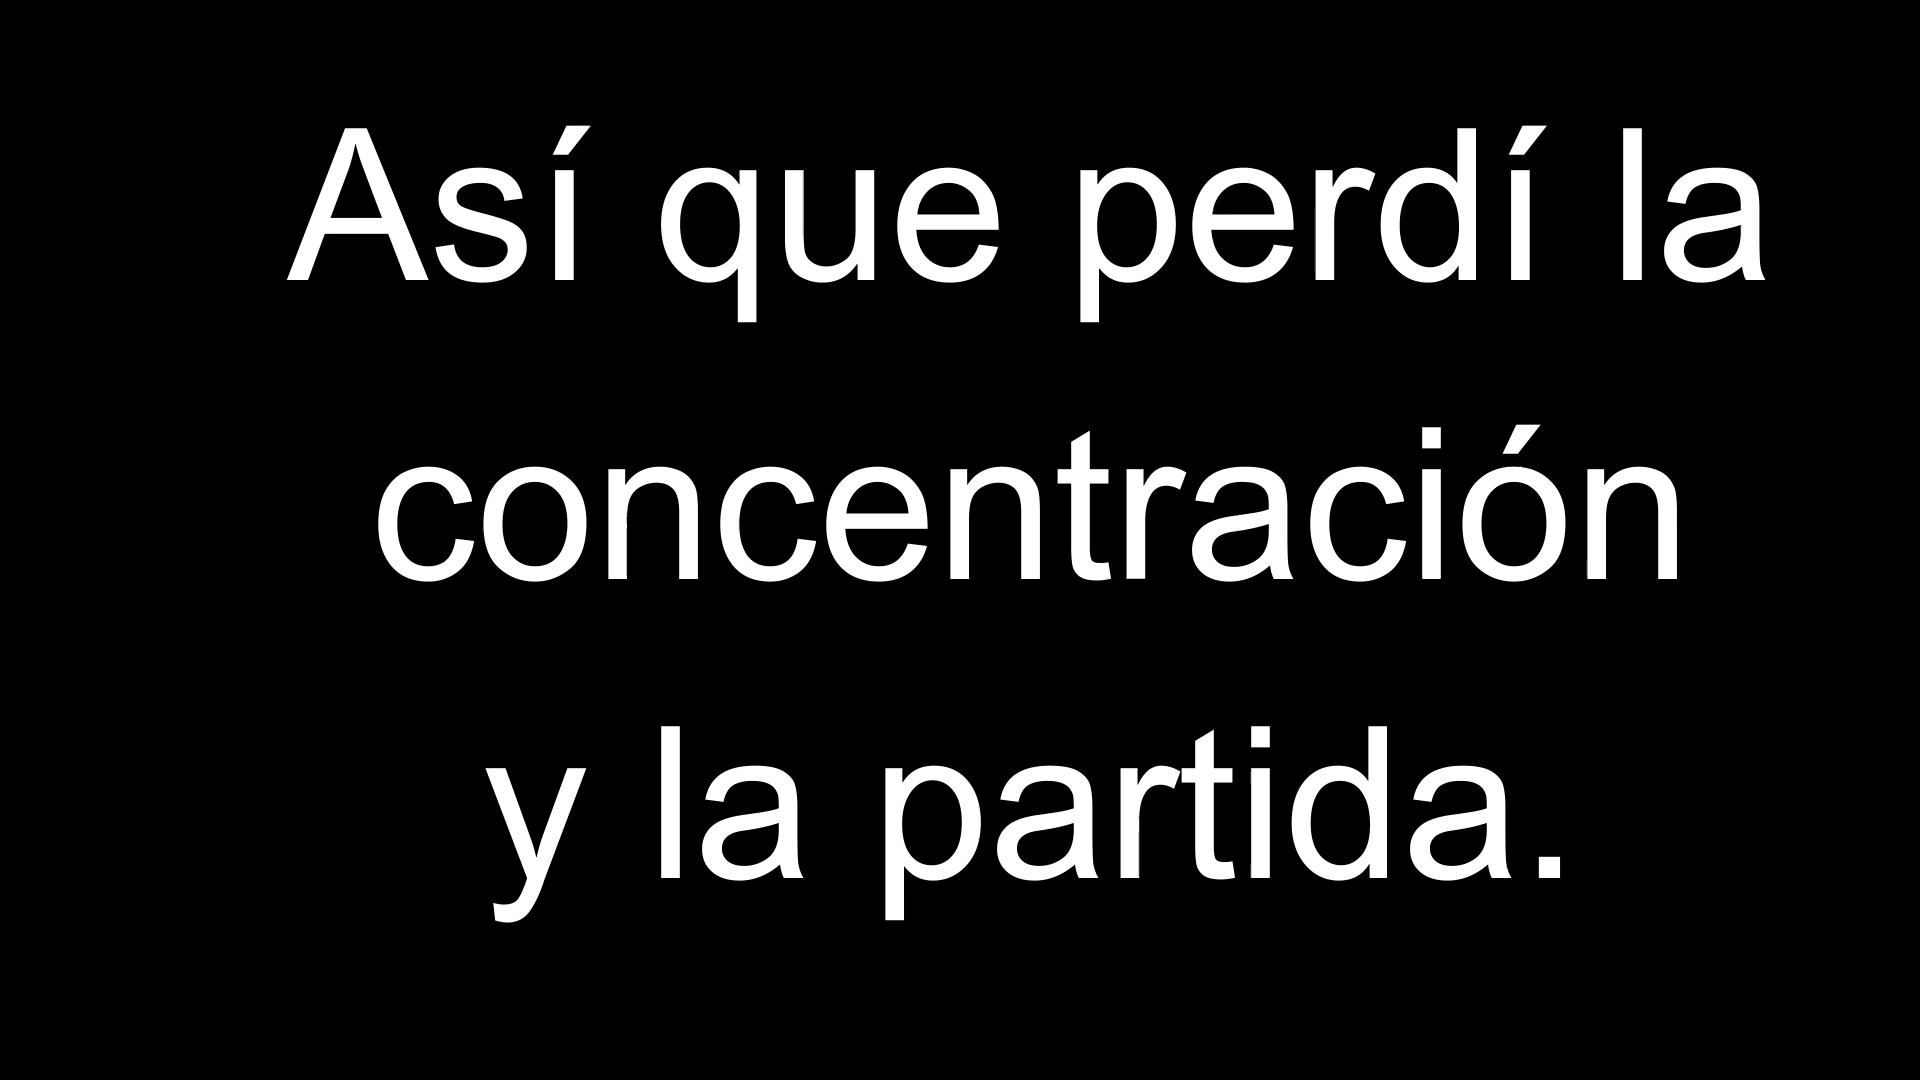 Así que perdí la
concentración
y la partida.